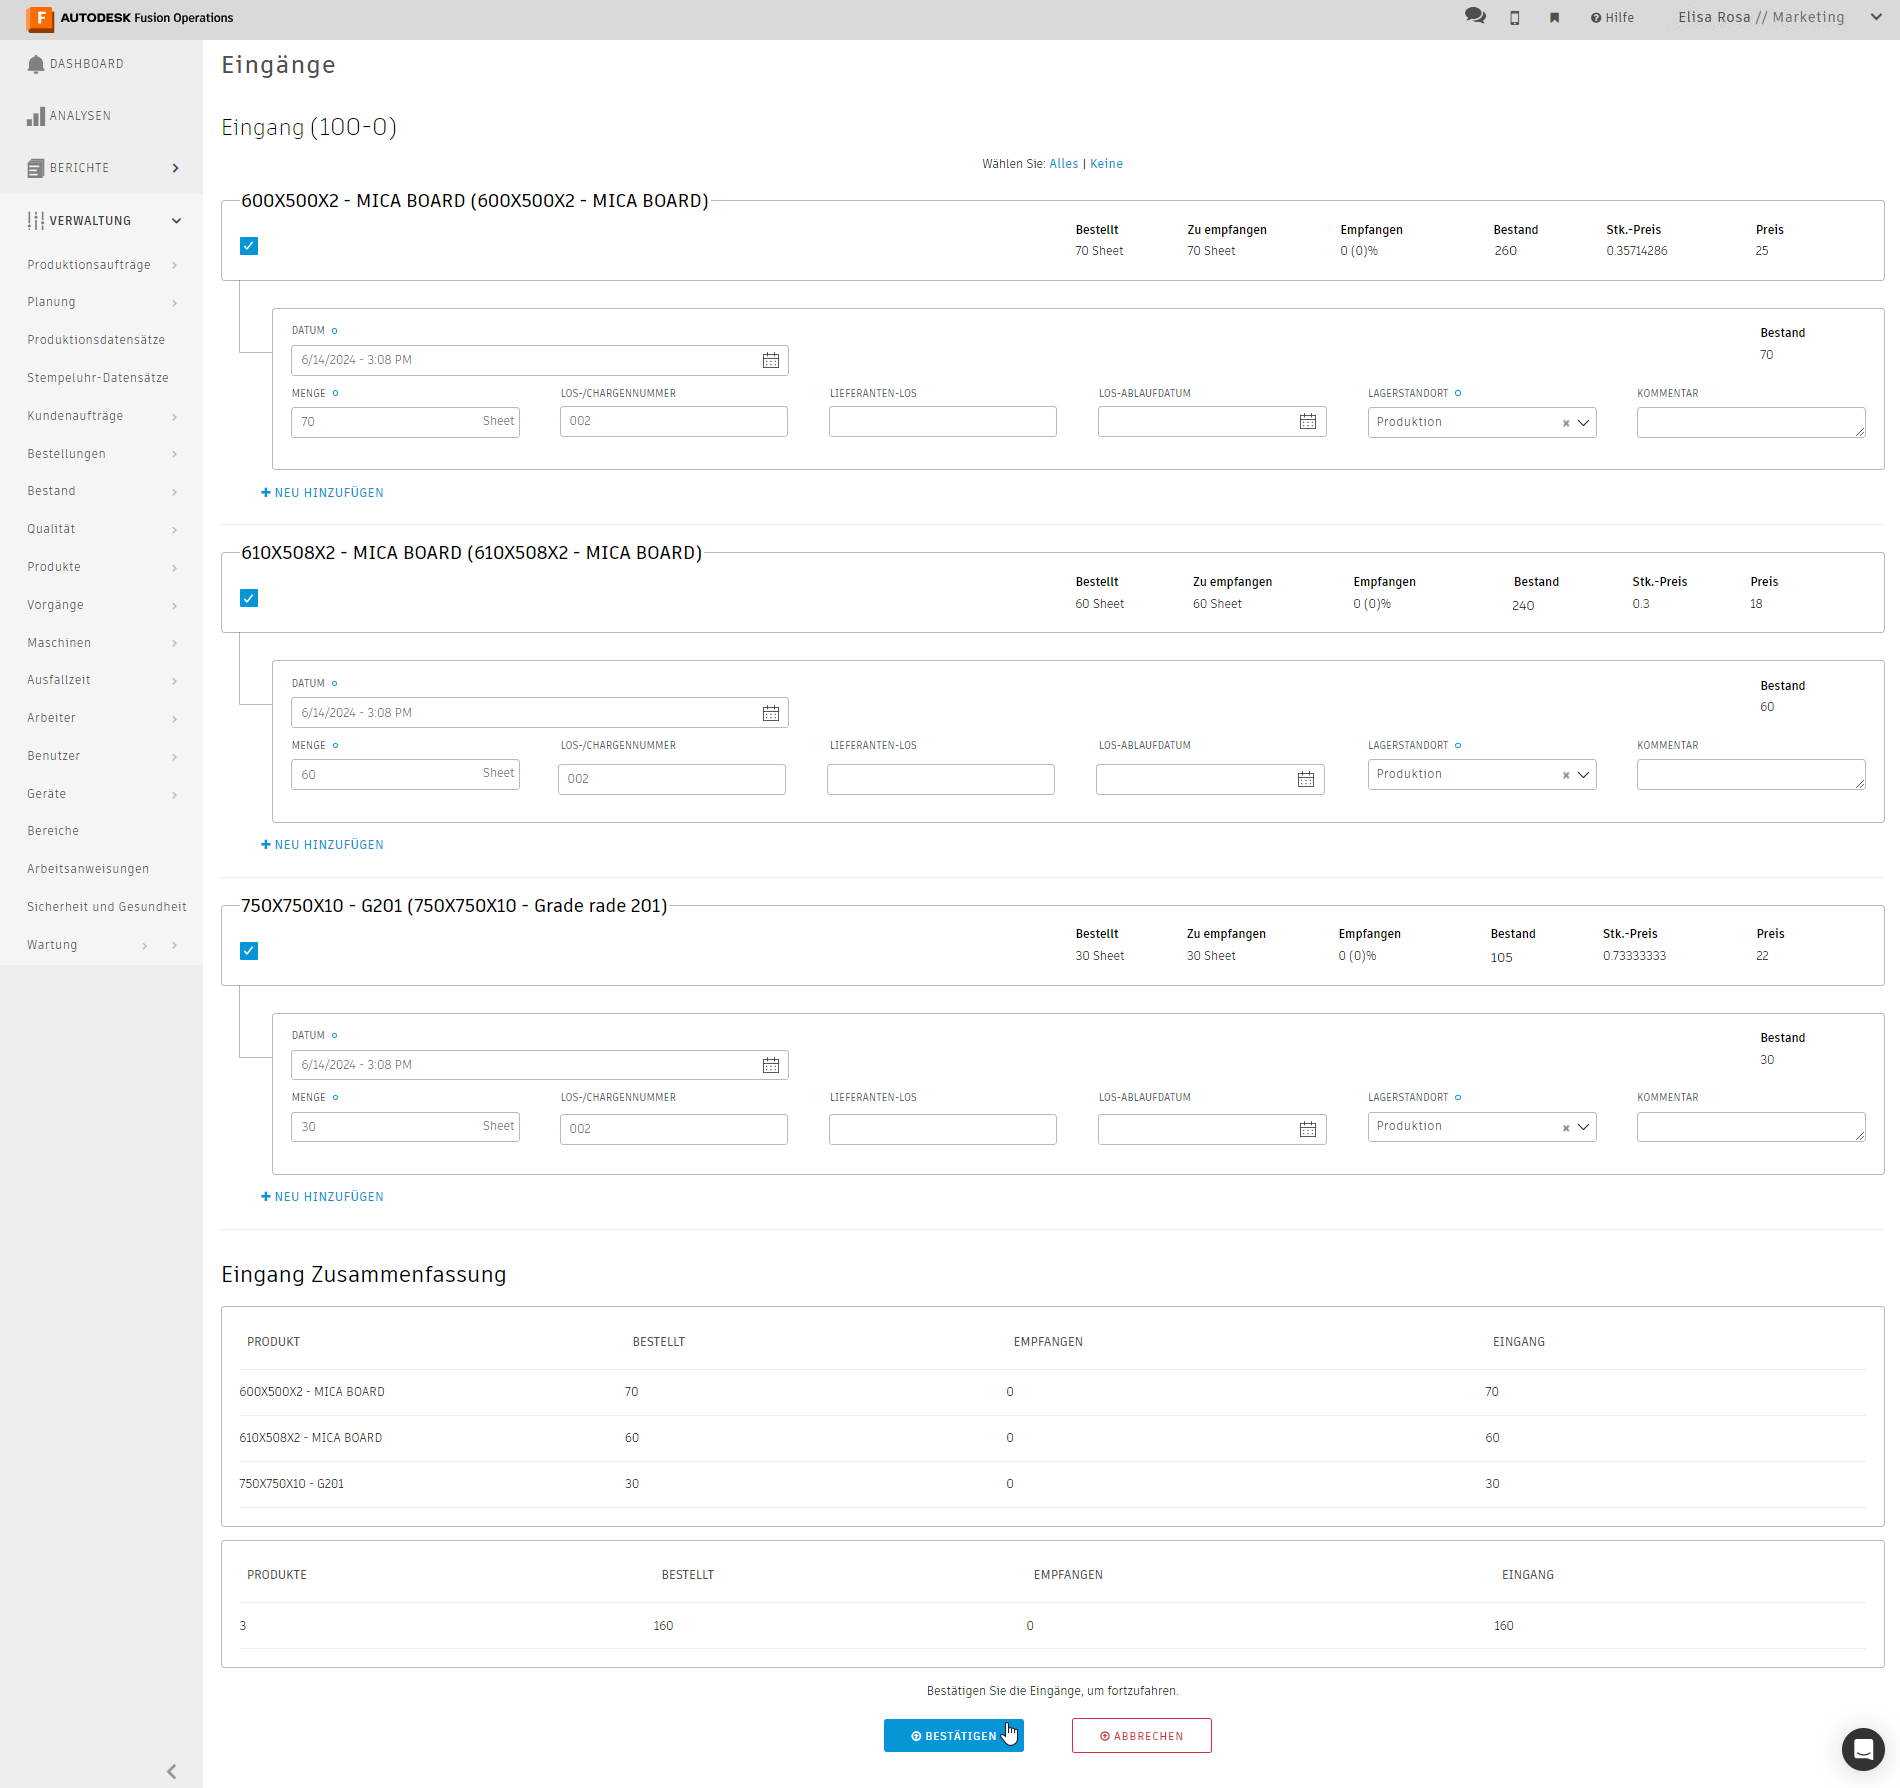 AUTODESK Fusion Operations
Hilfe
Elisa Rosa // Marketing
DASHBOARD
ANALYSEN
BERICHTE
VERWALTUNG
Produktionsaufträge
Planung
Produktionsdatensätze
Stempeluhr-Datensätze
Kundenaufträge
Bestellungen
Bestand
Qualität
Produkte
Vorgänge
Maschinen
Ausfallzeit
Arbeiter
Benutzer
Geräte
Bereiche
Arbeitsanweisungen
Sicherheit und Gesundheit
Wartung
Eingänge
Eingang (100-0)
Wählen Sie: Alles | Keine
600X500X2 - MICA BOARD (600X500X2 - MICA BOARD)
Bestellt Zu empfangen Empfangen Bestand Stk.-Preis Preis
70 Sheet 70 Sheet 0 (0)% 260 0.35714286 25
DATUM
6/14/2024 - 3:08 PM
Bestand
70
MENGE LOS-/CHARGENNUMMER LIEFERANTEN-LOS LOS-ABLAUFDATUM LAGERSTANDORT KOMMENTAR
70 Sheet 002 Produktion ×
+ NEU HINZUFÜGEN
610X508X2 - MICA BOARD (610X508X2 - MICA BOARD)
Bestellt Zu empfangen Empfangen Bestand Stk.-Preis Preis
60 Sheet 60 Sheet 0 (0)% 240 0.3 18
DATUM
6/14/2024 - 3:08 PM
Bestand
60
MENGE LOS-/CHARGENNUMMER LIEFERANTEN-LOS LOS-ABLAUFDATUM LAGERSTANDORT KOMMENTAR
60 Sheet 002 Produktion ×
+ NEU HINZUFÜGEN
750X750X10 - G201 (750X750X10 - Grade rade 201)
Bestellt Zu empfangen Empfangen Bestand Stk.-Preis Preis
30 Sheet 30 Sheet 0 (0)% 105 0.73333333 22
DATUM
6/14/2024 - 3:08 PM
Bestand
30
MENGE LOS-/CHARGENNUMMER LIEFERANTEN-LOS LOS-ABLAUFDATUM LAGERSTANDORT KOMMENTAR
30 Sheet 002 Produktion ×
+ NEU HINZUFÜGEN
Eingang Zusammenfassung
PRODUKT BESTELLT EMPFANGEN EINGANG
600X500X2 - MICA BOARD 70 0 70
610X508X2 - MICA BOARD 60 0 60
750X750X10 - G201 30 0 30
PRODUKTE BESTELLT EMPFANGEN EINGANG
3 160 0 160
Bestätigen Sie die Eingänge, um fortzufahren.
BESTÄTIGEN ABBRECHEN